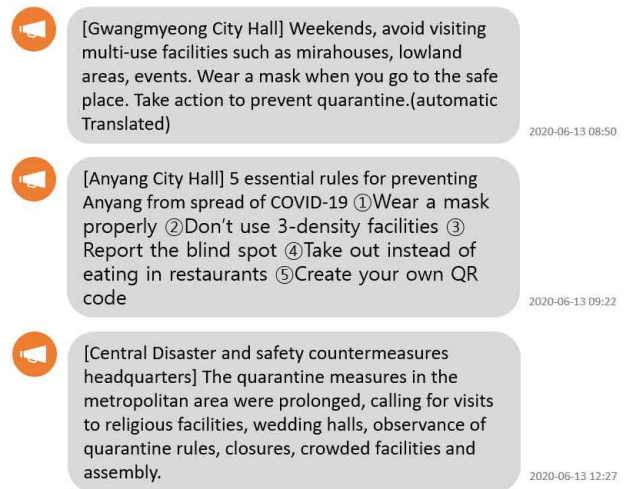 [Gwangmyeong City Hall] Weekends, avoid visiting
multi-use facilities such as mirahouses, lowland
areas, events. Wear a mask when you go to the safe
place. Take action to prevent quarantine.(automatic
Translated)
2020-06-13 08:50
[Anyang City Hall] 5 essential rules for preventing
Anyang from spread of COVID-19 ①Wear a mask
properly ②Don't use 3-density facilities ③
Report the blind spot ④Take out instead of
eating in restaurants ⑤Create your own QR
code
2020-06-13 09:22
[Central Disaster and safety countermeasures
headquarters] The quarantine measures in the
metropolitan area were prolonged, calling for visits
to religious facilities, wedding halls, observance of
quarantine rules, closures, crowded facilities and
assembly.
2020-06-13 12:27